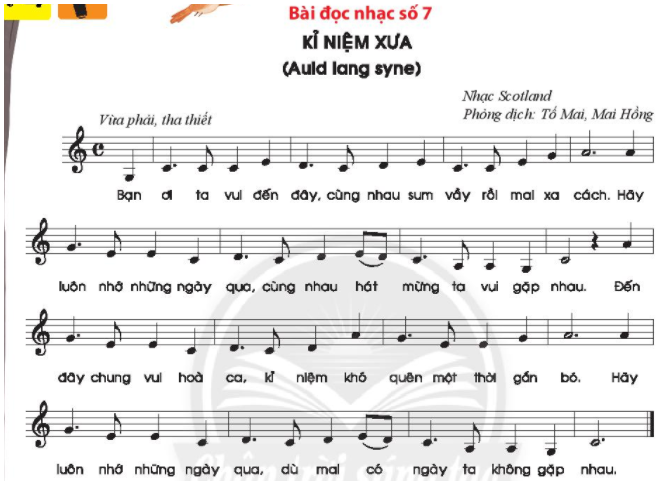 Bài đọc nhạc số 7
KỈ NIỆM XƯA
(Auld lang syne)
Nhạc Scotland
Vừa phải, tha thiết
Phỏng dịch: Tố Mai, Mai Hồng
Bạn ơi ta vui đến đây, cùng nhau sum vầy rồi mai xa cách. Hãy
luôn nhớ những ngày qua, cùng nhau hát mừng ta vui gặp nhau. Đến
đây chung vui hoà ca, kỉ niệm khó quên một thời gắn bó. Hãy
luôn nhớ những ngày qua, dù mai có ngày ta không gặp nhau.
Chân trời sáng tạo